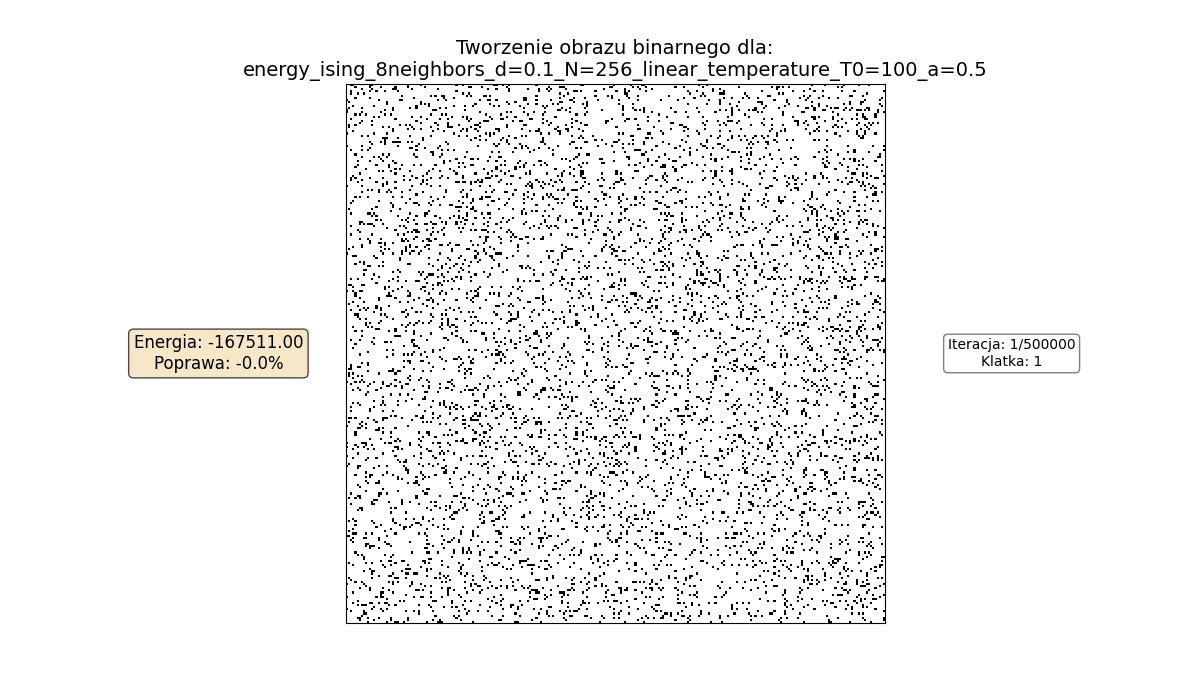 Tworzenie obrazu binarnego dla:
energy_ising_8neighbors_d=0.1_N=256_linear_temperature_T0=100_a=0.5
Energia: -167511.00
Poprawa: -0.0%
Iteracja: 1/500000
Klatka: 1